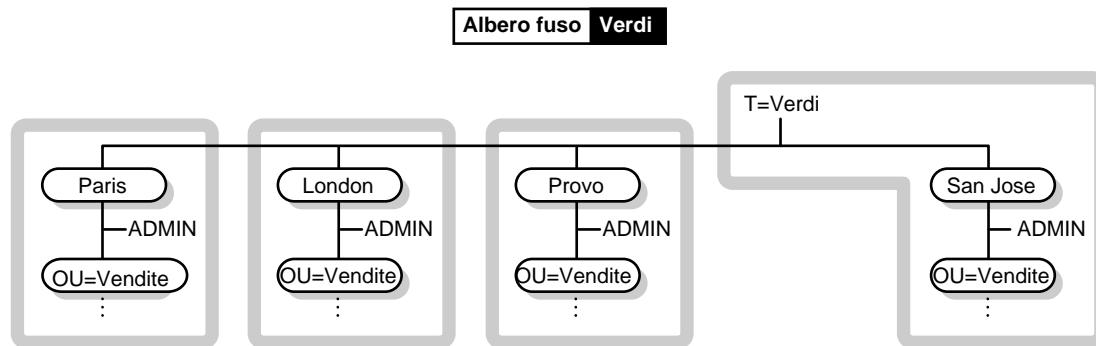 Albero fuso Verdi
T=Verdi
Paris London Provo San Jose
ADMIN ADMIN ADMIN ADMIN
OU=Vendite OU=Vendite OU=Vendite OU=Vendite